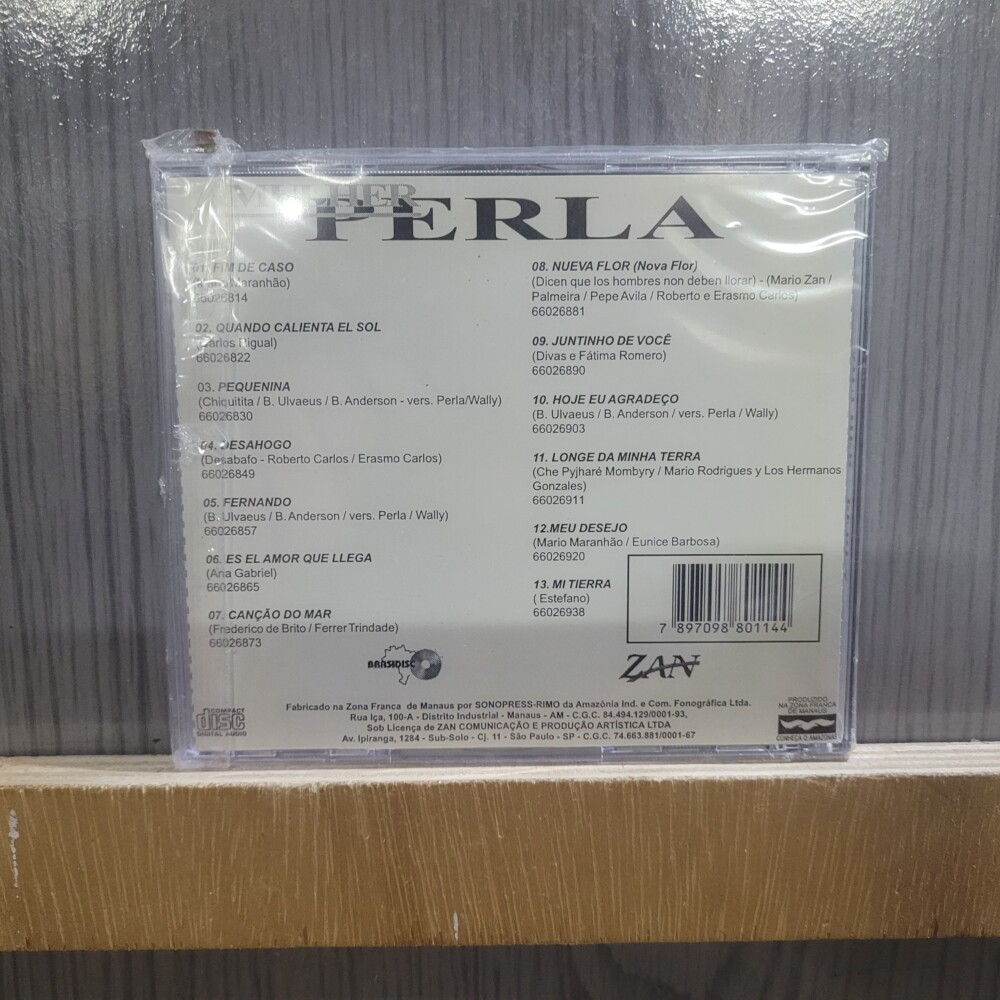 MULHER
PERLA
01. FIM DE CASO
Maranhão)
66026814
02. QUANDO CALIENTA EL SOL
(Carlos Rigual)
66026822
03. PEQUENINA
(Chiquitita / B. Ulvaeus / B. Anderson - vers. Perla/Wally)
66026830
04. DESAHOGO
(Desabafo - Roberto Carlos / Erasmo Carlos)
66026849
05. FERNANDO
(B. Ulvaeus / B. Anderson / vers. Perla / Wally)
66026857
06. ES EL AMOR QUE LLEGA
(Ana Gabriel)
66026865
07. CANÇÃO DO MAR
(Frederico de Brito / Ferrer Trindade)
66026873
08. NUEVA FLOR (Nova Flor)
(Dicen que los hombres non deben llorar) - (Mario Zan /
Palmeira / Pepe Avila / Roberto e Erasmo Carlos)
66026881
09. JUNTINHO DE VOCÊ
(Divas e Fátima Romero)
66026890
10. HOJE EU AGRADEÇO
(B. Ulvaeus / B. Anderson / vers. Perla / Wally)
66026903
11. LONGE DA MINHA TERRA
(Che Pyjharé Mombyry / Mario Rodrigues y Los Hermanos
Gonzales)
66026911
12.MEU DESEJO
(Mario Maranhão / Eunice Barbosa)
66026920
13. MI TIERRA
( Estefano)
66026938
7 897098 801144
BRASIDISC
ZAN
COMPACT
disc
DIGITAL AUDIO
Fabricado na Zona Franca de Manaus por SONOPRESS-RIMO da Amazônia Ind. e Com. Fonográfica Ltda.
Rua Iça, 100-A - Distrito Industrial - Manaus - AM - C.G.C. 84.494.129/0001-93,
Sob Licença de ZAN COMUNICAÇÃO E PRODUÇÃO ARTÍSTICA LTDA
Av. Ipiranga, 1284 - Sub-Solo - Cj. 11 - São Paulo - SP - C.G.C. 74.663.881/0001-67
PRODUZIDO
NA ZONA FRANCA
DE MANAUS
CONHEÇA O AMAZONAS